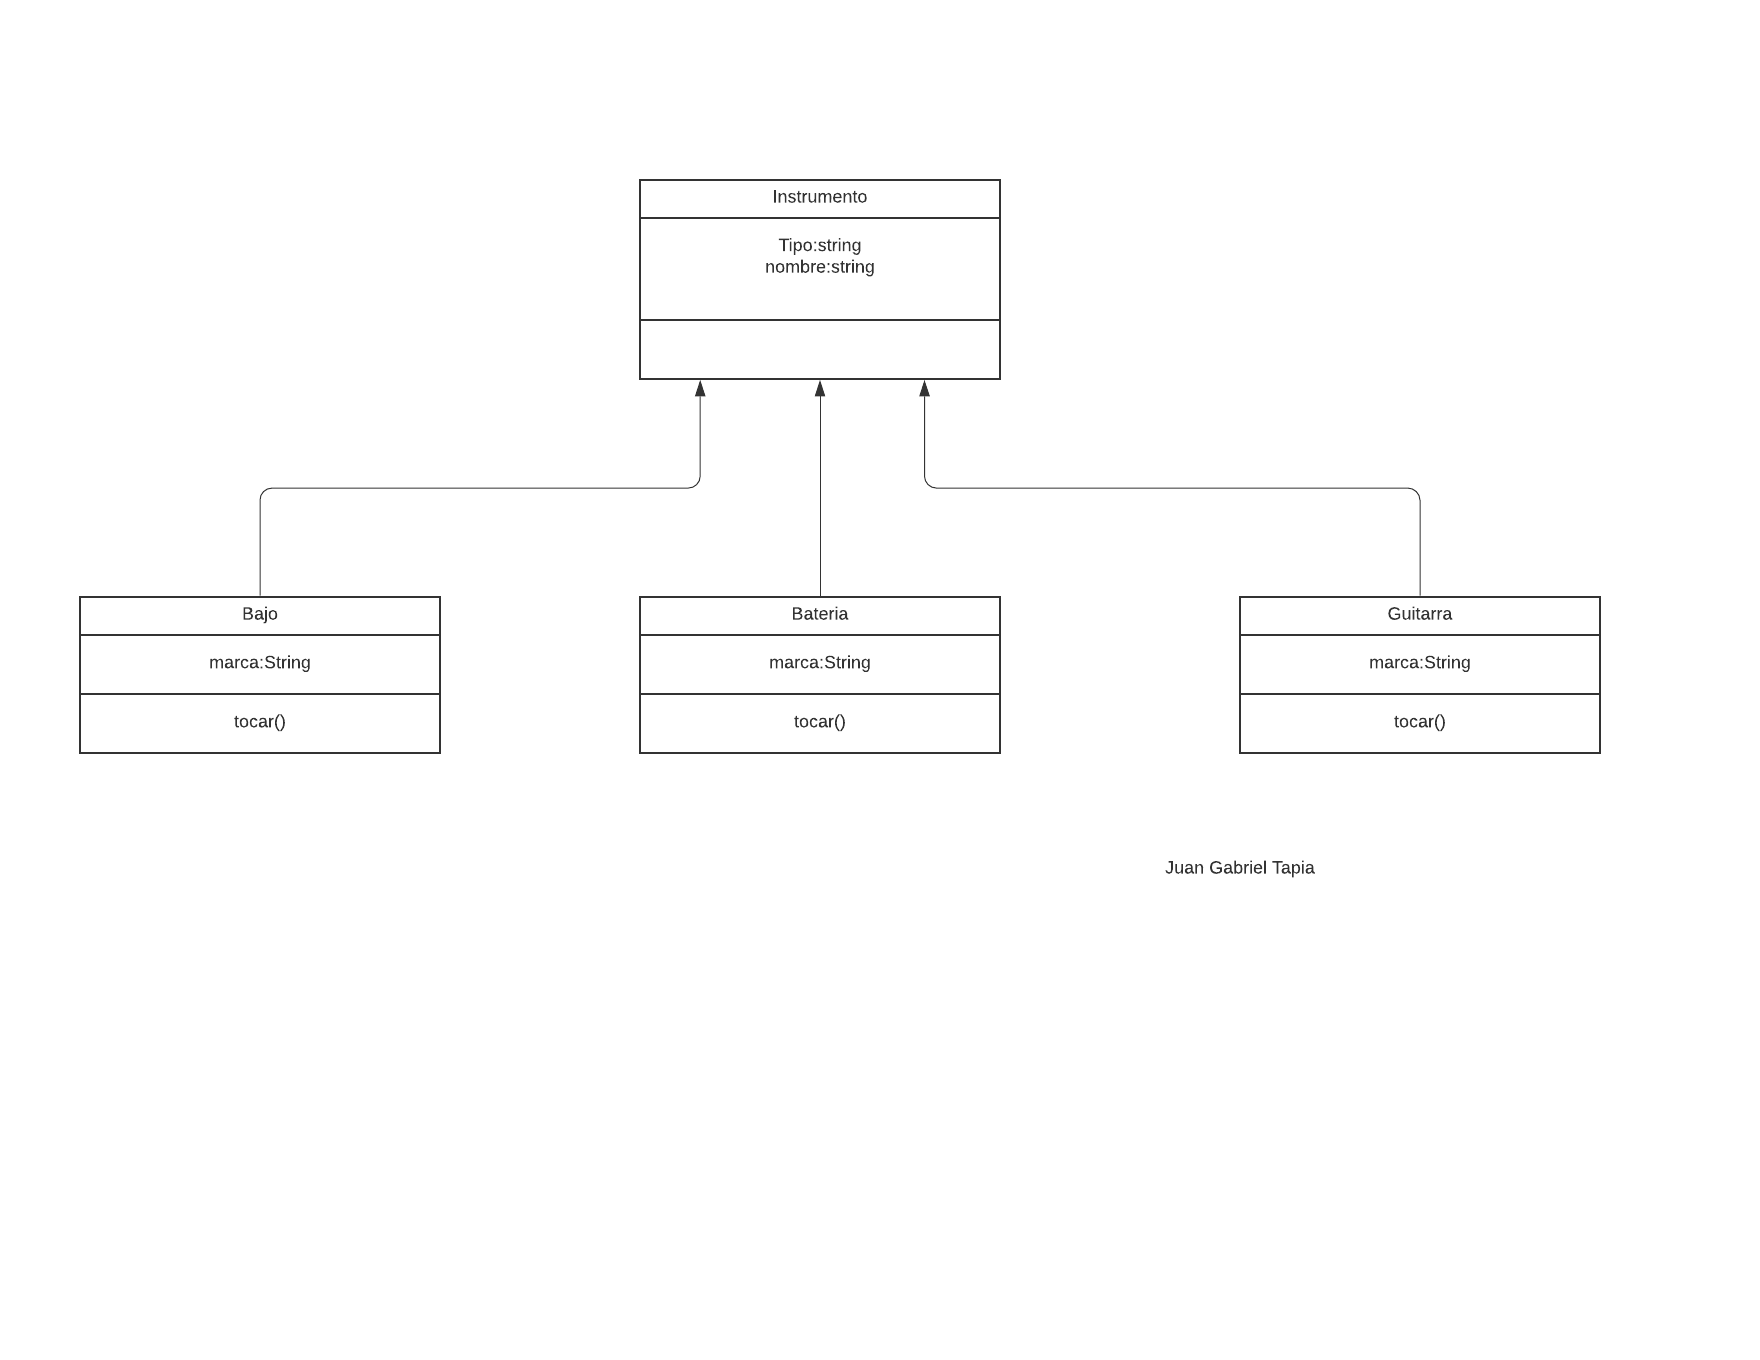 Instrumento
Tipo:string
nombre:string
Bajo
marca:String
tocar()
Bateria
marca:String
tocar()
Guitarra
marca:String
tocar()
Juan Gabriel Tapia